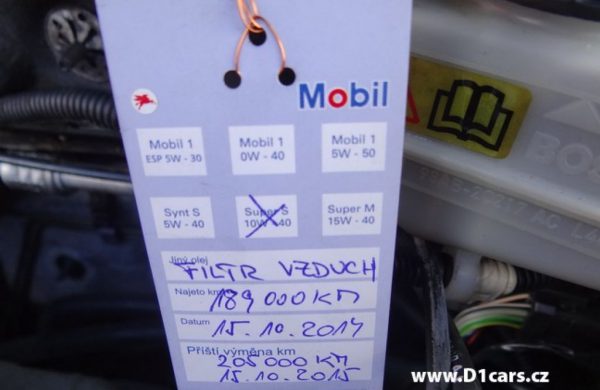 Mobil
Mobil 1
ESP 5W - 30
Mobil 1
0W - 40
Mobil 1
5W - 50
Synt S
5W - 40
Super S
10W - 40
Super M
15W - 40
Jiný olej
FILTR VZDUCH
Najeto km
189 000 KM
Datum
15.10.2014
Příští výměna km
205 000 KM
15.10.2015
www.D1cars.cz